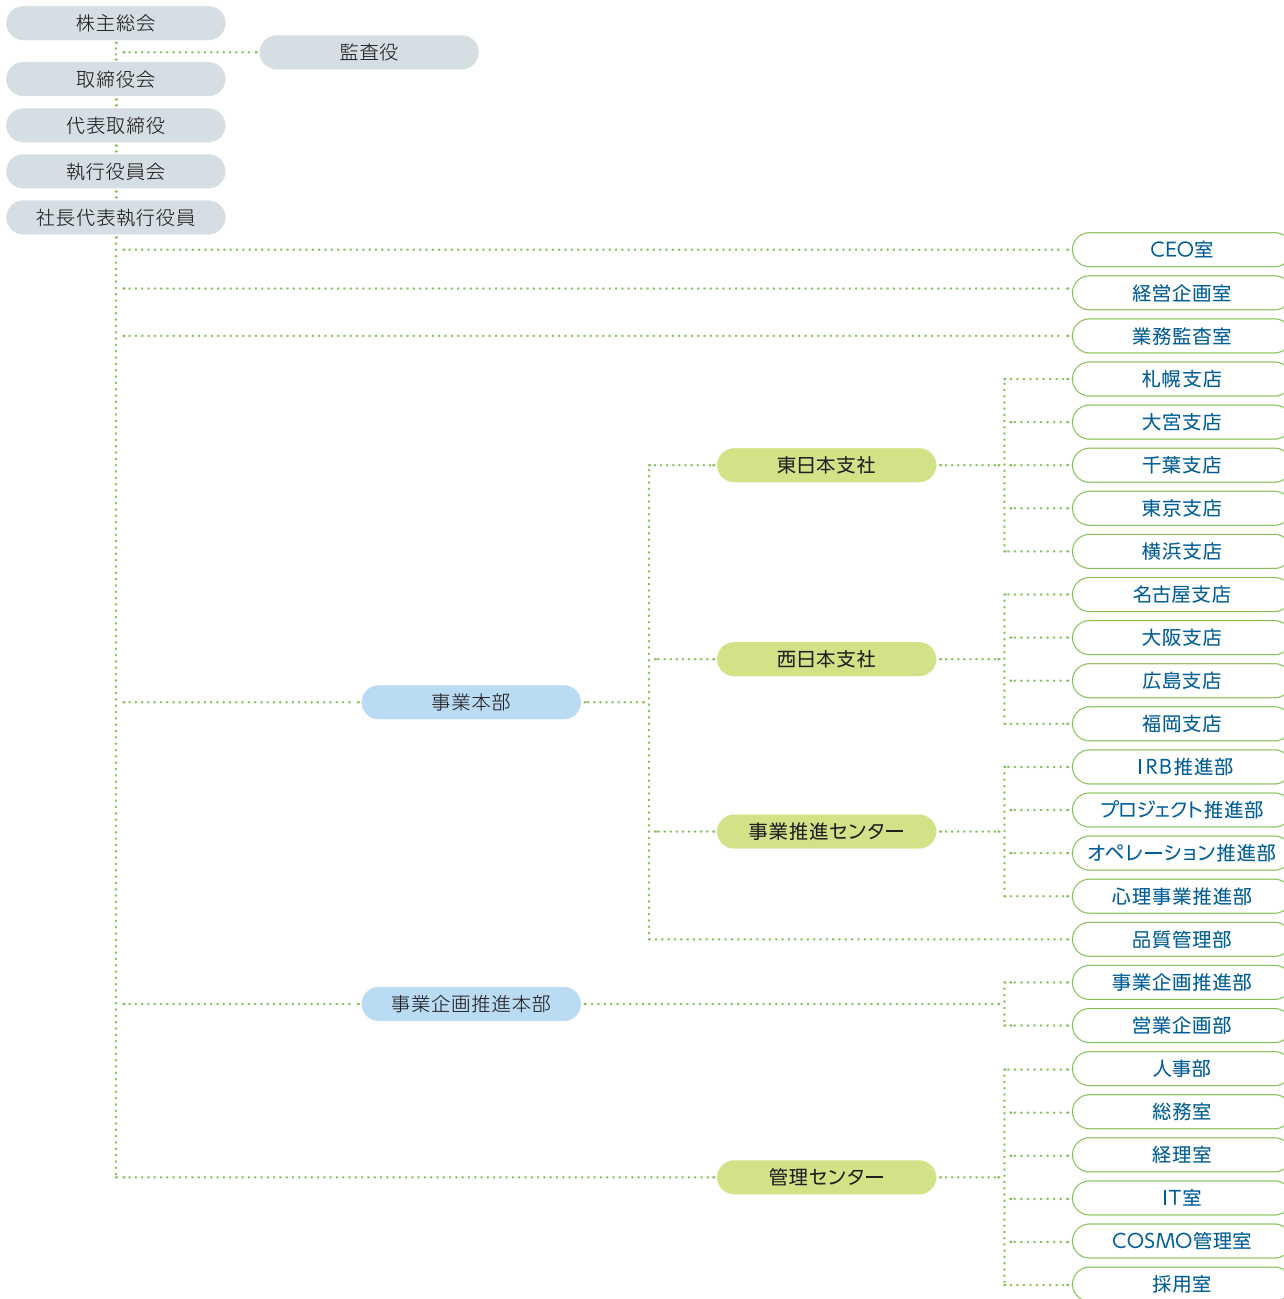 株主総会
監査役
取締役会
代表取締役
執行役員会
社長代表執行役員
CEO室
経営企画室
業務監査室
札幌支店
大宮支店
東日本支社
千葉支店
東京支店
横浜支店
名古屋支店
大阪支店
西日本支社
広島支店
事業本部
福岡支店
IRB推進部
プロジェクト推進部
事業推進センター
オペレーション推進部
心理事業推進部
品質管理部
事業企画推進部
事業企画推進本部
営業企画部
人事部
総務室
経理室
管理センター
IT室
COSMO管理室
採用室